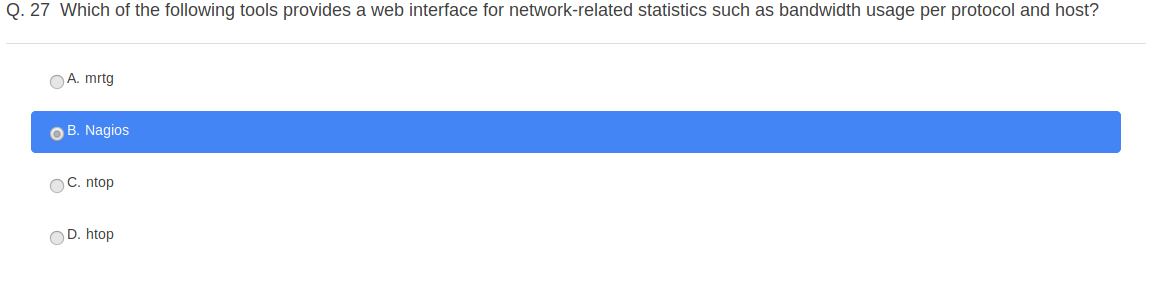 Q. 27 Which of the following tools provides a web interface for network-related statistics such as bandwidth usage per protocol and host?
A. mrtg
B. Nagios
C. ntop
D. htop